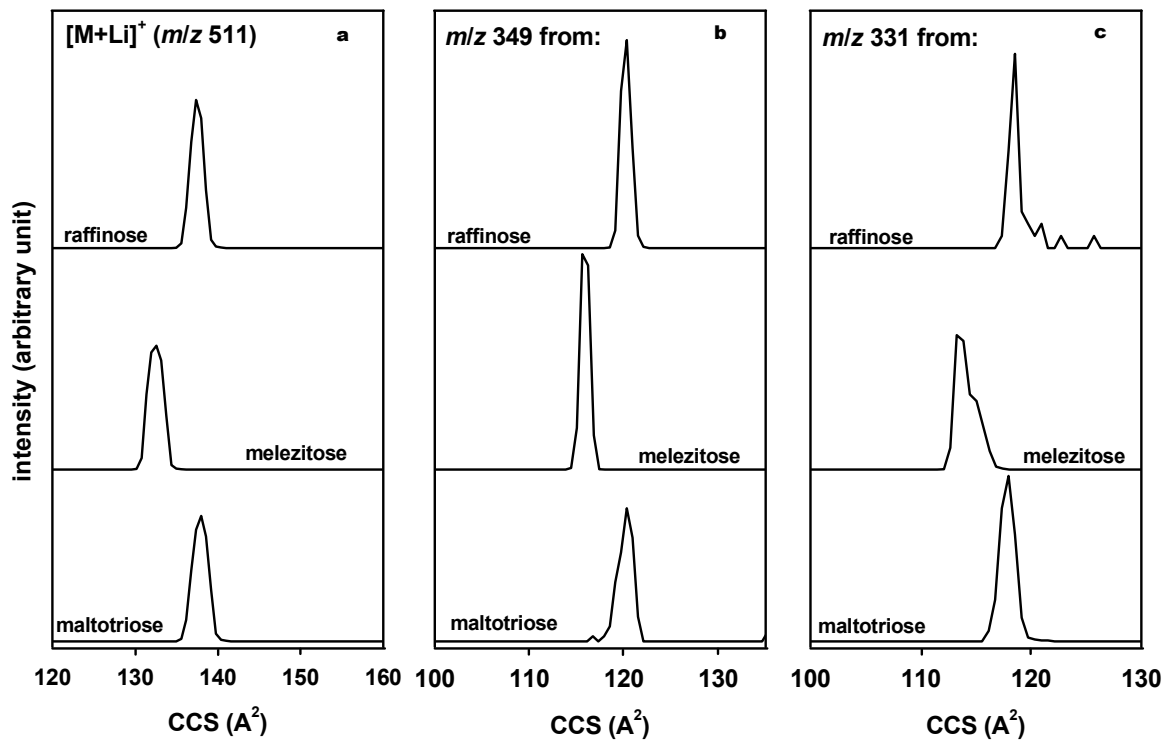 [M+Li]⁺ (m/z 511)
a
raffinose
melezitose
maltotriose
120 130 140 150 160
CCS (A²)
m/z 349 from:
b
raffinose
melezitose
maltotriose
100 110 120 130
CCS (A²)
m/z 331 from:
c
raffinose
melezitose
maltotriose
100 110 120 130
CCS (A²)
intensity (arbitrary unit)